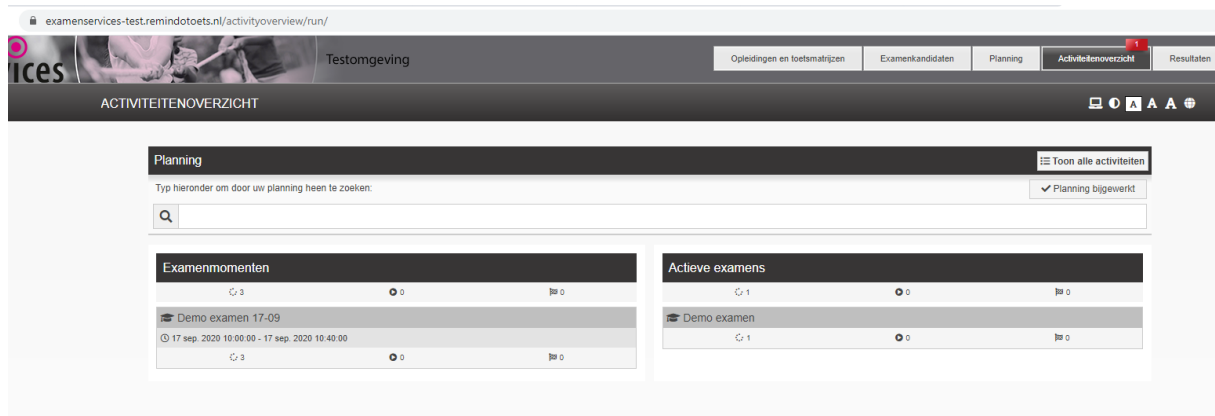 examenservices-test.remindotoets.nl/activityoverview/run/
ices
Testomgeving
Opleidingen en toetsmatrijzen
Examenkandidaten
Planning
Activiteitenoverzicht
1
Resultaten
ACTIVITEITENOVERZICHT
A A A
Planning
Toon alle activiteiten
Typ hieronder om door uw planning heen te zoeken:
Planning bijgewerkt
Examenmomenten
3 0 0
Demo examen 17-09
17 sep. 2020 10:00:00 - 17 sep. 2020 10:40:00
3 0 0
Actieve examens
1 0 0
Demo examen
1 0 0